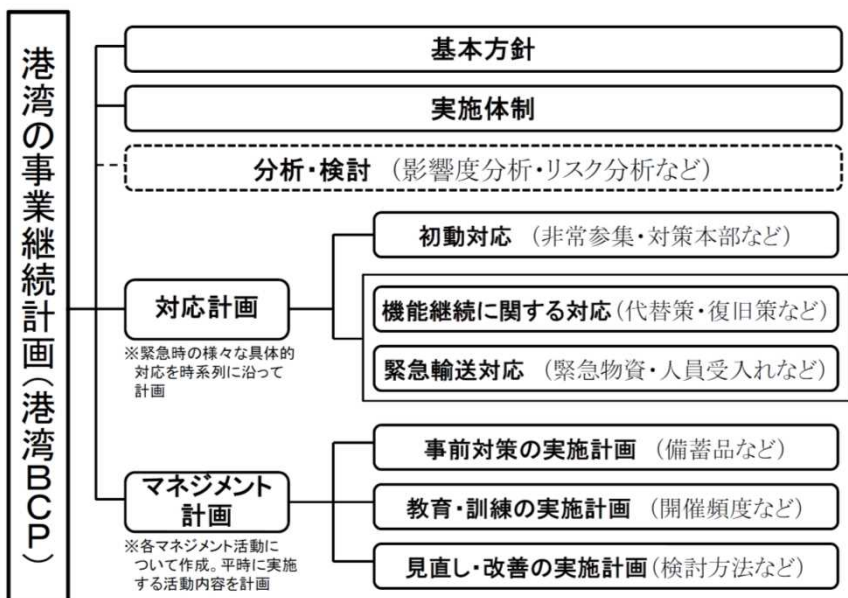 港湾の事業継続計画（港湾BCP）
基本方針
実施体制
分析・検討 （影響度分析・リスク分析など）
対応計画
※緊急時の様々な具体的
対応を時系列に沿って
計画
初動対応 （非常参集・対策本部など）
機能継続に関する対応（代替策・復旧策など）
緊急輸送対応 （緊急物資・人員受入れなど）
マネジメント
計画
※各マネジメント活動に
ついて作成。平時に実施
する活動内容を計画
事前対策の実施計画 （備蓄品など）
教育・訓練の実施計画 （開催頻度など）
見直し・改善の実施計画（検討方法など）